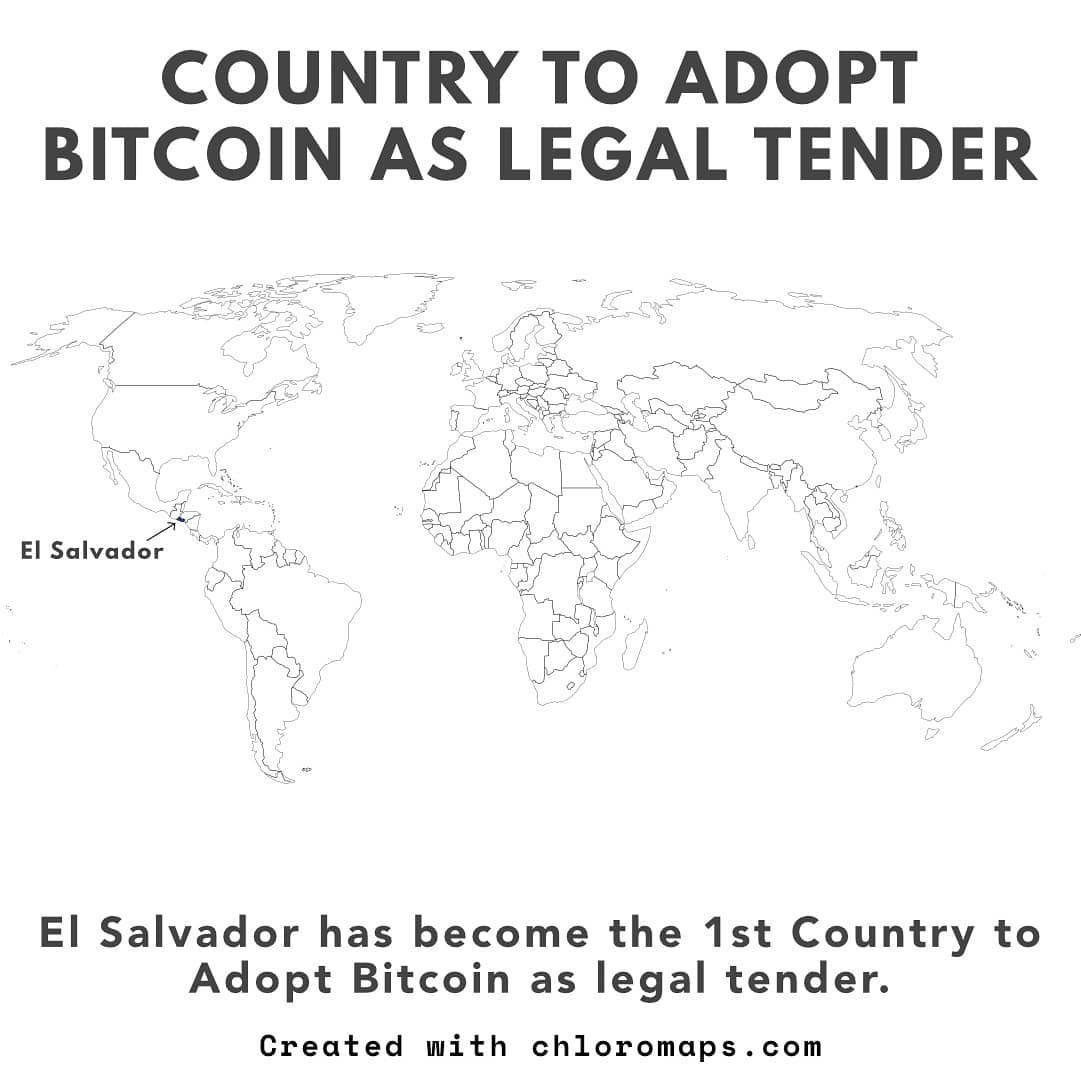 COUNTRY TO ADOPT
BITCOIN AS LEGAL TENDER
El Salvador
El Salvador has become the 1st Country to
Adopt Bitcoin as legal tender.
Created with chloromaps.com